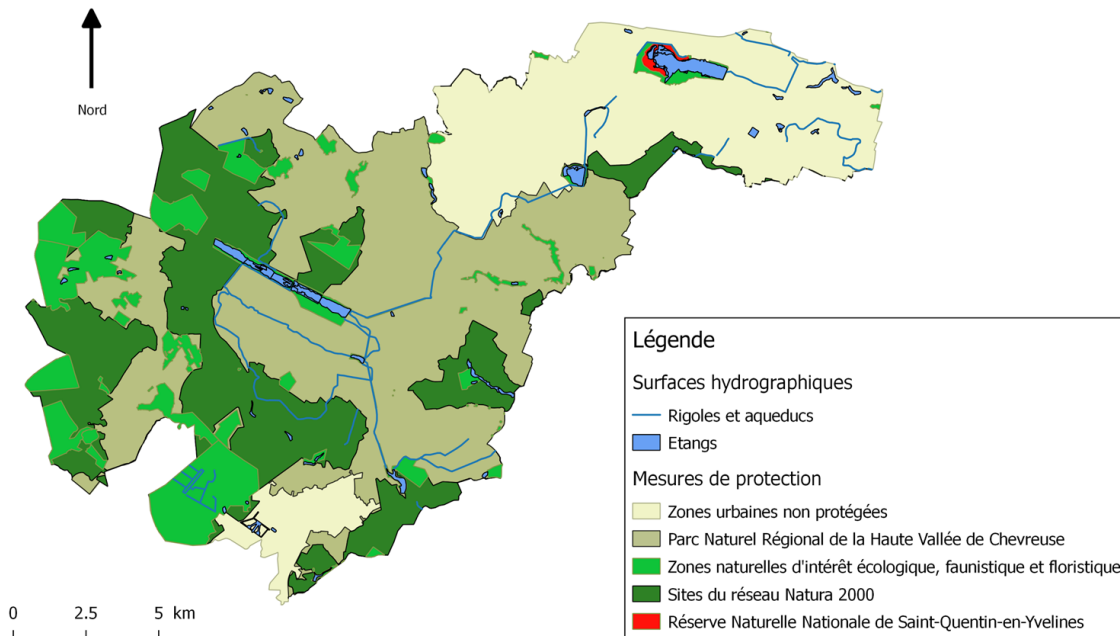 Nord
Légende
Surfaces hydrographiques
Rigoles et aqueducs
Etangs
Mesures de protection
Zones urbaines non protégées
Parc Naturel Régional de la Haute Vallée de Chevreuse
Zones naturelles d'intérêt écologique, faunistique et floristique
Sites du réseau Natura 2000
Réserve Naturelle Nationale de Saint-Quentin-en-Yvelines
0 2.5 5 km